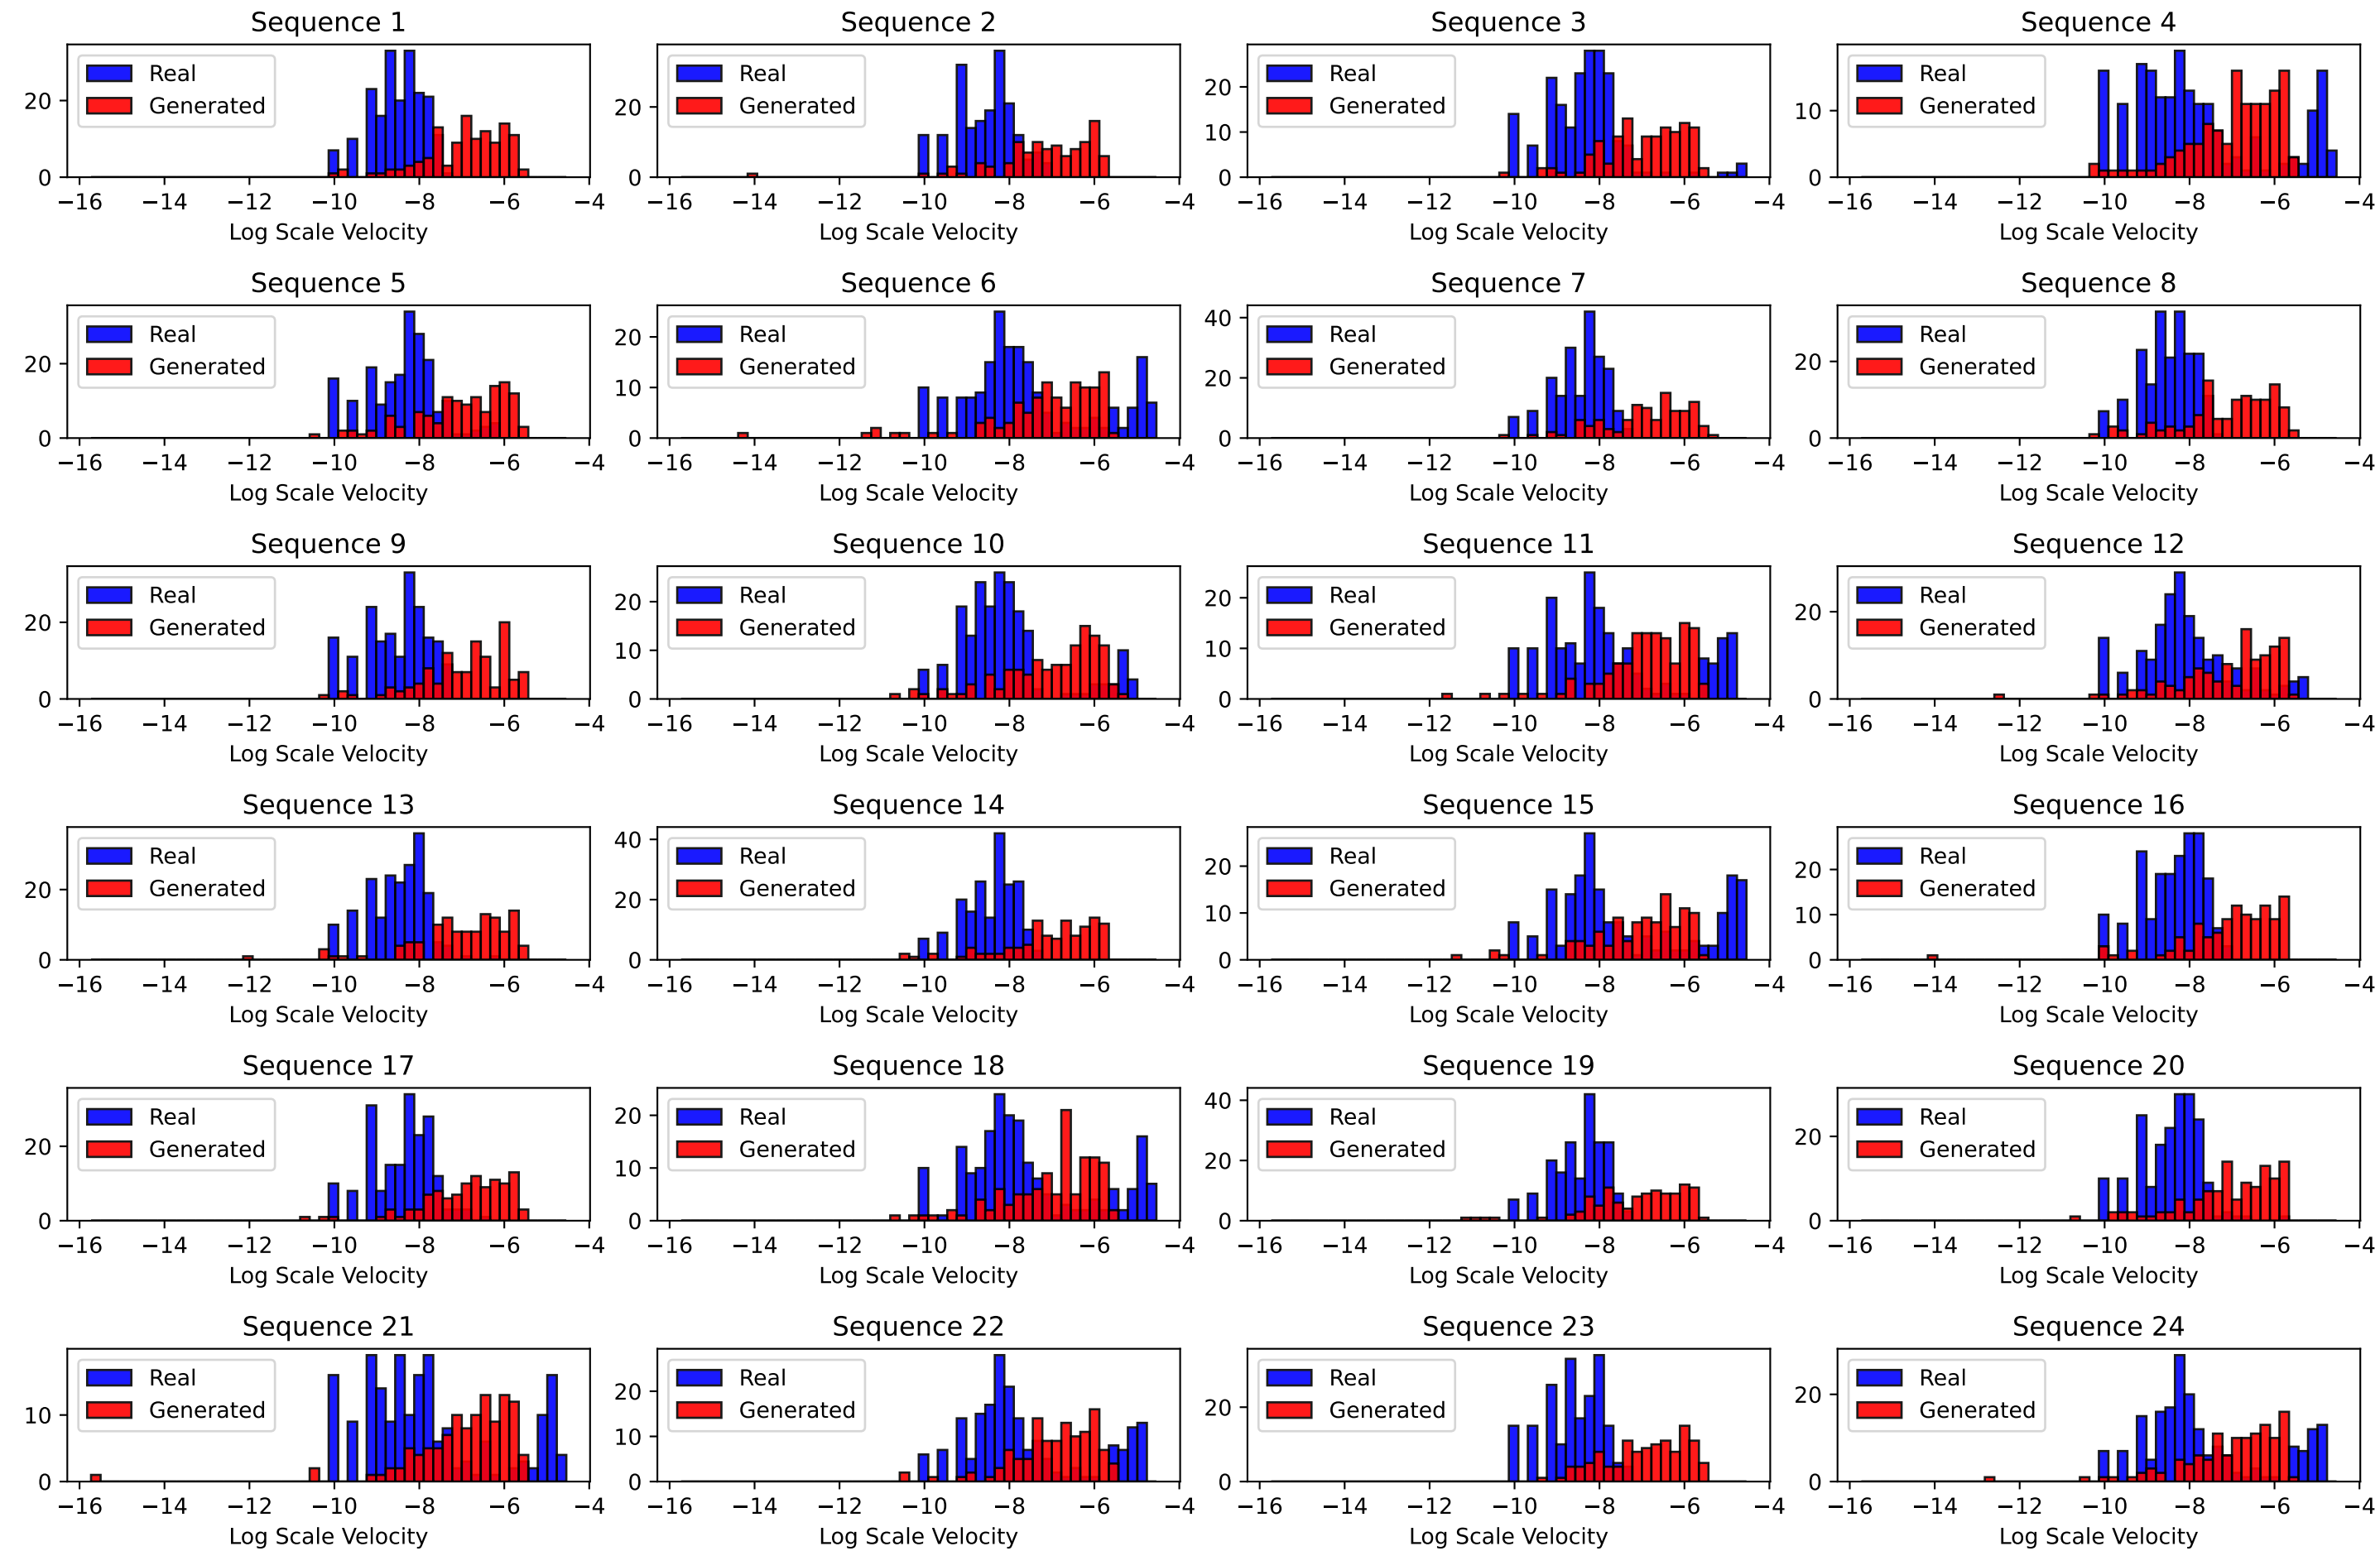 Sequence 1
Real
Generated
20
0
−16 −14 −12 −10 −8 −6 −4
Log Scale Velocity
Sequence 2
Real
Generated
20
0
−16 −14 −12 −10 −8 −6 −4
Log Scale Velocity
Sequence 3
Real
Generated
20
10
0
−16 −14 −12 −10 −8 −6 −4
Log Scale Velocity
Sequence 4
Real
Generated
10
0
−16 −14 −12 −10 −8 −6 −4
Log Scale Velocity
Sequence 5
Real
Generated
20
0
−16 −14 −12 −10 −8 −6 −4
Log Scale Velocity
Sequence 6
Real
Generated
20
10
0
−16 −14 −12 −10 −8 −6 −4
Log Scale Velocity
Sequence 7
Real
Generated
40
20
0
−16 −14 −12 −10 −8 −6 −4
Log Scale Velocity
Sequence 8
Real
Generated
20
0
−16 −14 −12 −10 −8 −6 −4
Log Scale Velocity
Sequence 9
Real
Generated
20
0
−16 −14 −12 −10 −8 −6 −4
Log Scale Velocity
Sequence 10
Real
Generated
20
10
0
−16 −14 −12 −10 −8 −6 −4
Log Scale Velocity
Sequence 11
Real
Generated
20
10
0
−16 −14 −12 −10 −8 −6 −4
Log Scale Velocity
Sequence 12
Real
Generated
20
0
−16 −14 −12 −10 −8 −6 −4
Log Scale Velocity
Sequence 13
Real
Generated
20
0
−16 −14 −12 −10 −8 −6 −4
Log Scale Velocity
Sequence 14
Real
Generated
40
20
0
−16 −14 −12 −10 −8 −6 −4
Log Scale Velocity
Sequence 15
Real
Generated
20
10
0
−16 −14 −12 −10 −8 −6 −4
Log Scale Velocity
Sequence 16
Real
Generated
20
10
0
−16 −14 −12 −10 −8 −6 −4
Log Scale Velocity
Sequence 17
Real
Generated
20
0
−16 −14 −12 −10 −8 −6 −4
Log Scale Velocity
Sequence 18
Real
Generated
20
10
0
−16 −14 −12 −10 −8 −6 −4
Log Scale Velocity
Sequence 19
Real
Generated
40
20
0
−16 −14 −12 −10 −8 −6 −4
Log Scale Velocity
Sequence 20
Real
Generated
20
0
−16 −14 −12 −10 −8 −6 −4
Log Scale Velocity
Sequence 21
Real
Generated
10
0
−16 −14 −12 −10 −8 −6 −4
Log Scale Velocity
Sequence 22
Real
Generated
20
10
0
−16 −14 −12 −10 −8 −6 −4
Log Scale Velocity
Sequence 23
Real
Generated
20
0
−16 −14 −12 −10 −8 −6 −4
Log Scale Velocity
Sequence 24
Real
Generated
20
0
−16 −14 −12 −10 −8 −6 −4
Log Scale Velocity